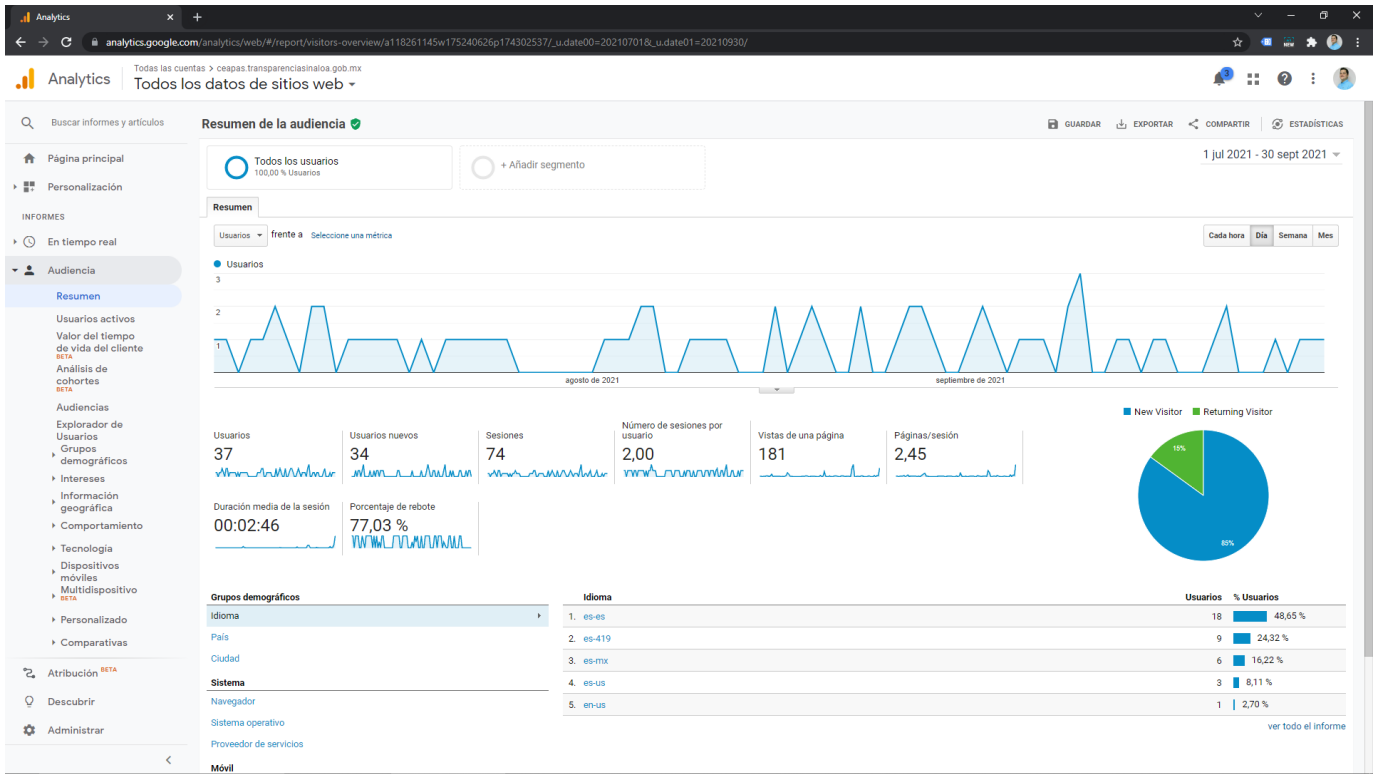 Analytics
analytics.google.com/analytics/web/#/report/visitors-overview/a118261145w175240626p174302537/_u.date00=20210701&_u.date01=20210930/
Analytics
Todas las cuentas > ceapas.transparenciasinaloa.gob.mx
Todos los datos de sitios web
3
Buscar informes y artículos
Resumen de la audiencia
GUARDAR
EXPORTAR
COMPARTIR
ESTADÍSTICAS
Página principal
Personalización
INFORMES
En tiempo real
Audiencia
Resumen
Usuarios activos
Valor del tiempo
de vida del cliente
BETA
Análisis de
cohortes
BETA
Audiencias
Explorador de
Usuarios
Grupos
demográficos
Intereses
Información
geográfica
Comportamiento
Tecnología
Dispositivos
móviles
Multidispositivo
BETA
Personalizado
Comparativas
Atribución BETA
Descubrir
Administrar
Todos los usuarios
100,00 % Usuarios
+ Añadir segmento
1 jul 2021 - 30 sept 2021
Resumen
Usuarios frente a Seleccione una métrica
Cada hora Día Semana Mes
Usuarios
3
2
1
agosto de 2021 septiembre de 2021
New Visitor Returning Visitor
15%
85%
Usuarios
37
Usuarios nuevos
34
Sesiones
74
Número de sesiones por
usuario
2,00
Vistas de una página
181
Páginas/sesión
2,45
Duración media de la sesión
00:02:46
Porcentaje de rebote
77,03 %
Grupos demográficos
Idioma
País
Ciudad
Sistema
Navegador
Sistema operativo
Proveedor de servicios
Móvil
Idioma Usuarios % Usuarios
1. es-es 18 48,65 %
2. es-419 9 24,32 %
3. es-mx 6 16,22 %
4. es-us 3 8,11 %
5. en-us 1 2,70 %
ver todo el informe